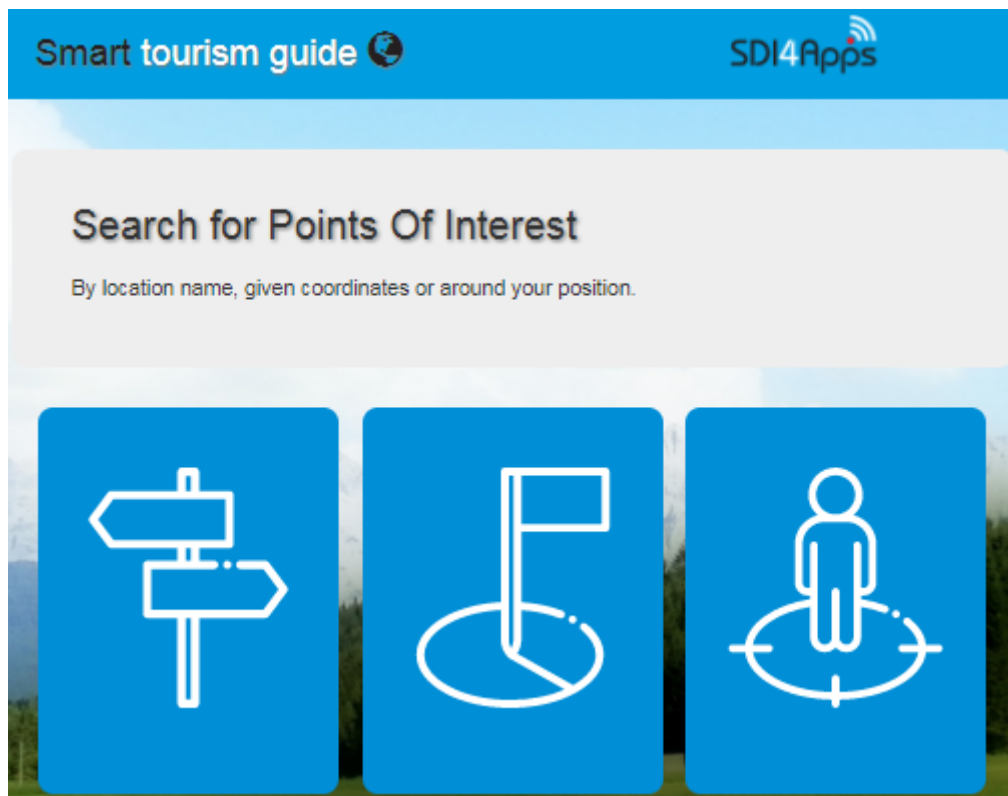 Smart tourism guide
SDI4Apps
Search for Points Of Interest
By location name, given coordinates or around your position.